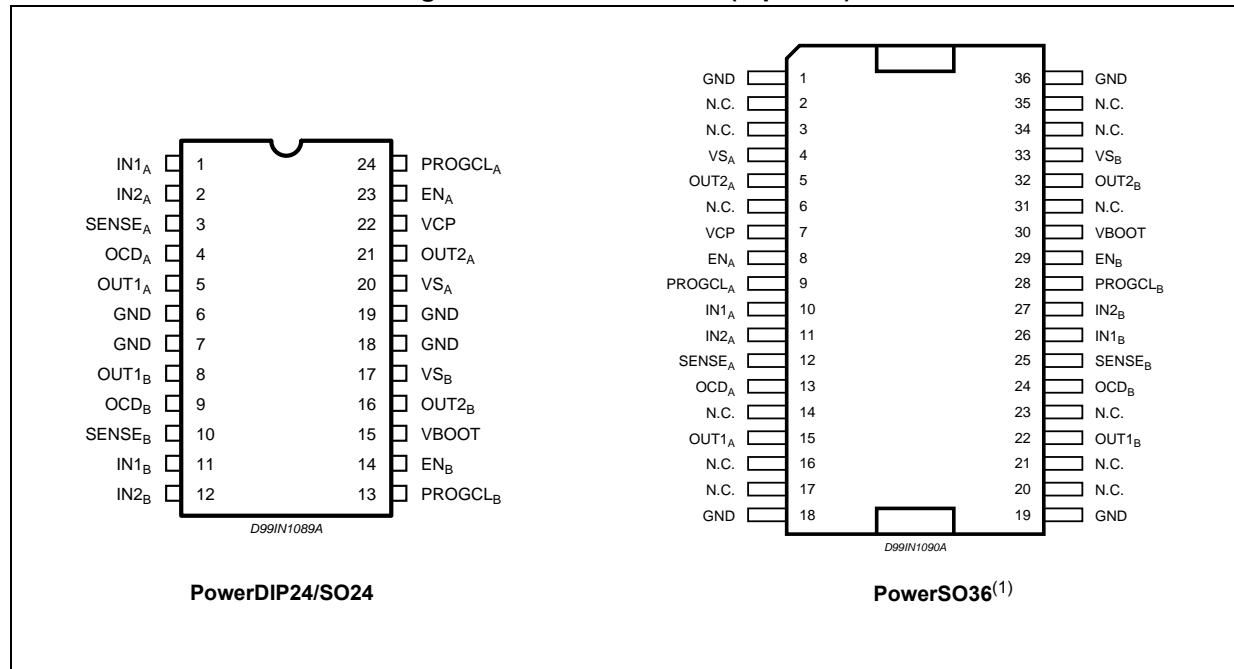 IN1A 1 24 PROGCLA
IN2A 2 23 ENA
SENSEA 3 22 VCP
OCDA 4 21 OUT2A
OUT1A 5 20 VSA
GND 6 19 GND
GND 7 18 GND
OUT1B 8 17 VSB
OCDB 9 16 OUT2B
SENSEB 10 15 VBOOT
IN1B 11 14 ENB
IN2B 12 13 PROGCLB
D99IN1089A
PowerDIP24/SO24
GND 1 36 GND
N.C. 2 35 N.C.
N.C. 3 34 N.C.
VSA 4 33 VSB
OUT2A 5 32 OUT2B
N.C. 6 31 N.C.
VCP 7 30 VBOOT
ENA 8 29 ENB
PROGCLA 9 28 PROGCLB
IN1A 10 27 IN2B
IN2A 11 26 IN1B
SENSEA 12 25 SENSEB
OCDA 13 24 OCDB
N.C. 14 23 N.C.
OUT1A 15 22 OUT1B
N.C. 16 21 N.C.
N.C. 17 20 N.C.
GND 18 19 GND
D99IN1090A
PowerSO36(1)